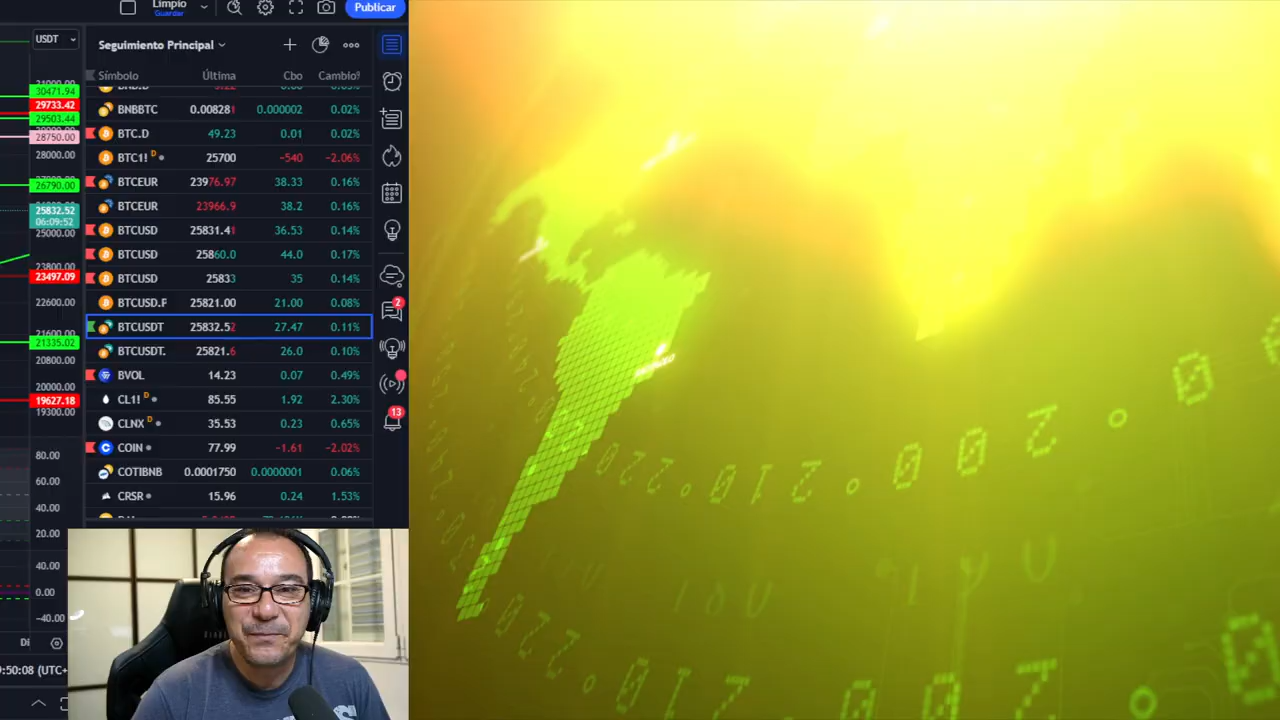 Limpio
Guardar
Publicar
USDT
Seguimiento Principal
Símbolo Última Cbo Cambio%
BNBBTC 0.008281 0.000002 0.02%
BTC.D 49.23 0.01 0.02%
BTC1! D 25700 −540 −2.06%
BTCEUR 23976.97 38.33 0.16%
BTCEUR 23966.9 38.2 0.16%
BTCUSD 25831.41 36.53 0.14%
BTCUSD 25860.0 44.0 0.17%
BTCUSD 25833 35 0.14%
BTCUSD.P 25821.00 21.00 0.08%
BTCUSDT 25832.52 27.47 0.11%
BTCUSDT. 25821.6 26.0 0.10%
BVOL 14.23 0.07 0.49%
CL1! D 85.55 1.92 2.30%
CLNX D 35.53 0.23 0.65%
COIN 77.99 −1.61 −2.02%
COTIBNB 0.0001750 0.0000001 0.06%
CRSR 15.96 0.24 1.53%
30471.94
29733.42
29503.44
28750.00
28000.00
26790.00
25832.52
06:09:52
25000.00
23800.00
23497.09
22600.00
21335.02
20800.00
20000.00
19627.18
19300.00
80.00
60.00
40.00
20.00
40.00
0.00
−40.00
2
13
:50:08 (UTC+